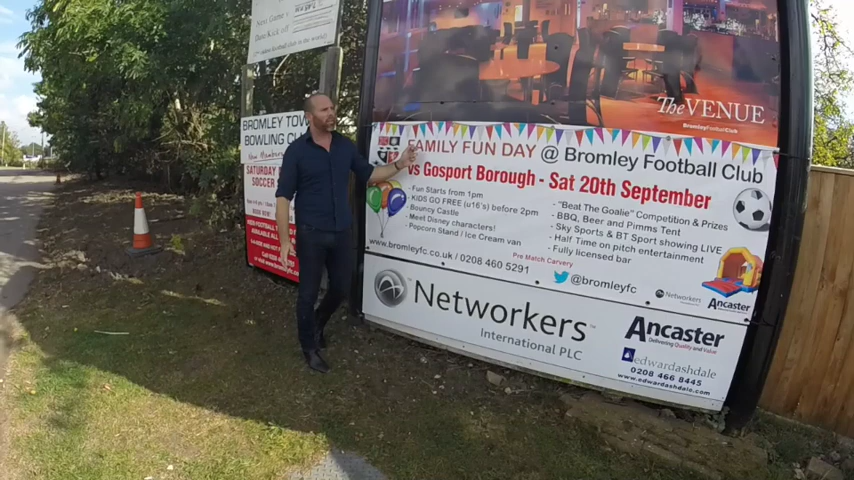 Next Game v
Date/Kick off
The VENUE
Bromley Football Club
BROMLEY TOW
BOWLING CLU
SATURDAY
SOCCER
FAMILY FUN DAY @ Bromley Football Club
vs Gosport Borough - Sat 20th September
- Fun Starts from 1pm
- KIDS GO FREE (u16's) before 2pm
- Bouncy Castle
- Meet Disney characters!
- Popcorn Stand / Ice Cream van
- "Beat The Goalie" Competition & Prizes
- BBQ, Beer and Pimms Tent
- Sky Sports & BT Sport showing LIVE
- Half Time on pitch entertainment
- Fully licensed bar
Pre Match Carvery
www.bromleyfc.co.uk / 0208 460 5291
@bromleyfc
Networkers
Ancaster
Networkers™
International PLC
Ancaster
Delivering Quality and Value
edwardashdale
0208 466 8445
www.edwardashdale.com